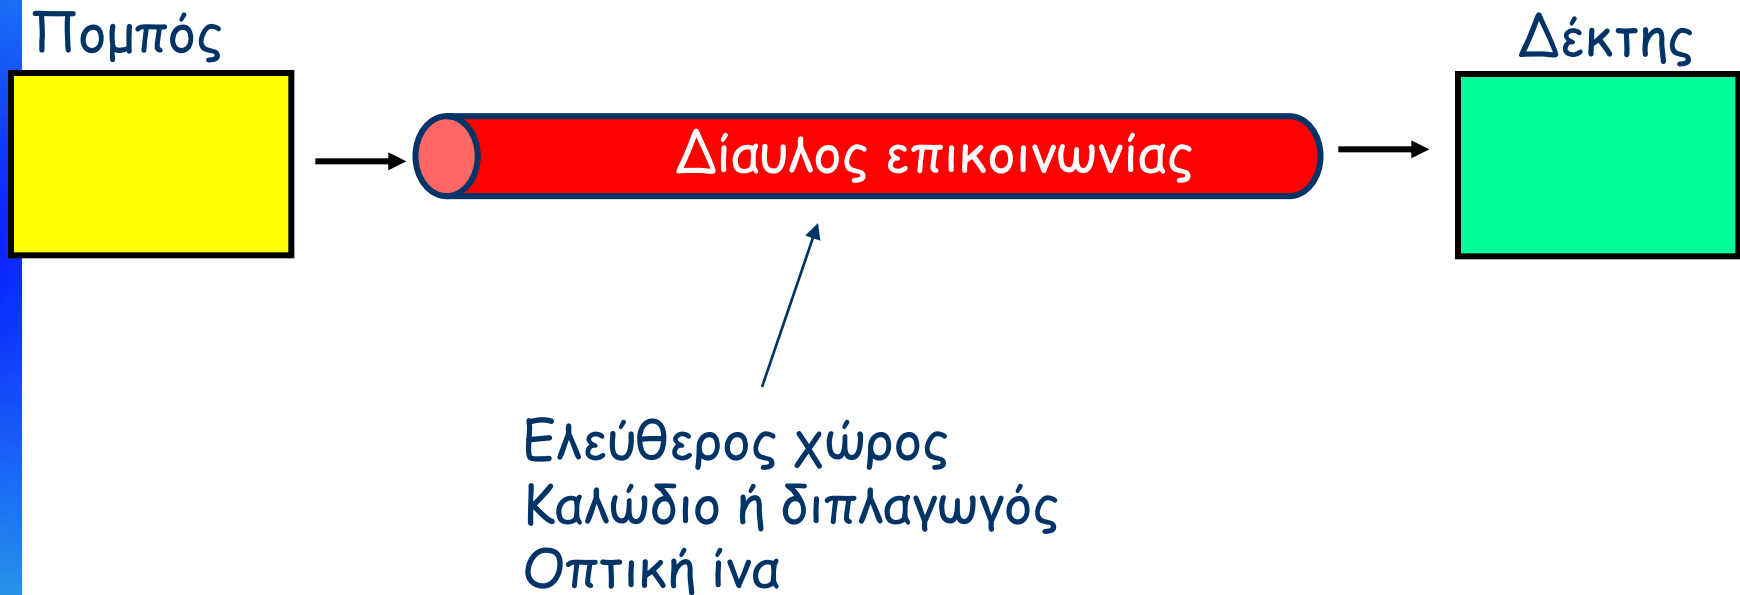 Πομπός
Δέκτης
Δίαυλος επικοινωνίας
Ελεύθερος χώρος
Καλώδιο ή διπλαγωγός
Οπτική ίνα